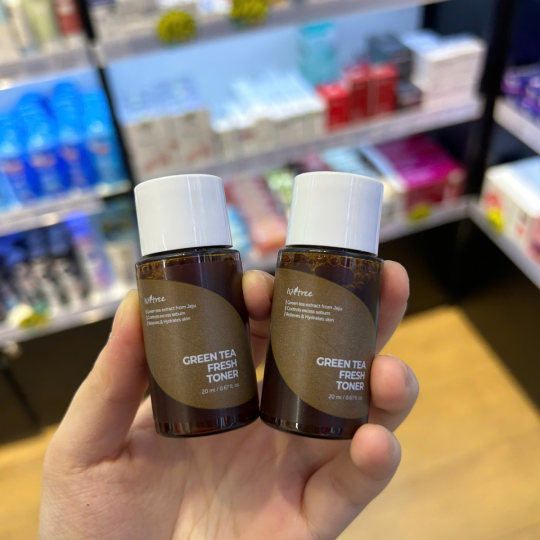 iNtree
Green tea extract from Jeju
Controls excess sebum
Relieves & Hydrates skin
GREEN TEA
FRESH
TONER
20 ml / 0.67 fl. oz
iNtree
Green tea extract from Jeju
Controls excess sebum
Relieves & Hydrates skin
GREEN TEA
FRESH
TONER
20 ml / 0.67 fl. oz